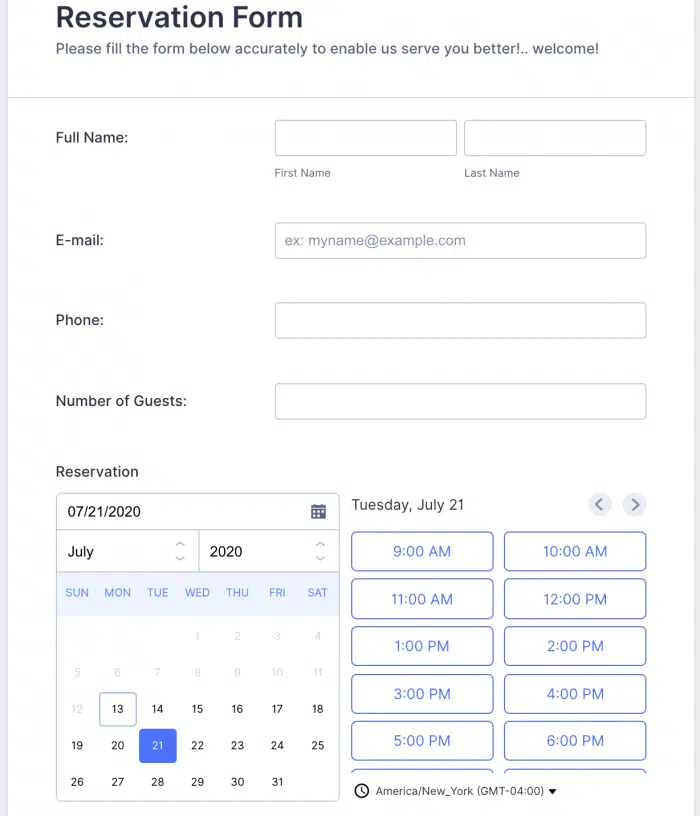 Reservation Form
Please fill the form below accurately to enable us serve you better!.. welcome!
Full Name:
First Name Last Name
E-mail: ex: myname@example.com
Phone:
Number of Guests:
Reservation
07/21/2020
July 2020
SUN MON TUE WED THU FRI SAT
1 2 3 4
5 6 7 8 9 10 11
12 13 14 15 16 17 18
19 20 21 22 23 24 25
26 27 28 29 30 31
Tuesday, July 21
9:00 AM 10:00 AM
11:00 AM 12:00 PM
1:00 PM 2:00 PM
3:00 PM 4:00 PM
5:00 PM 6:00 PM
America/New_York (GMT-04:00)